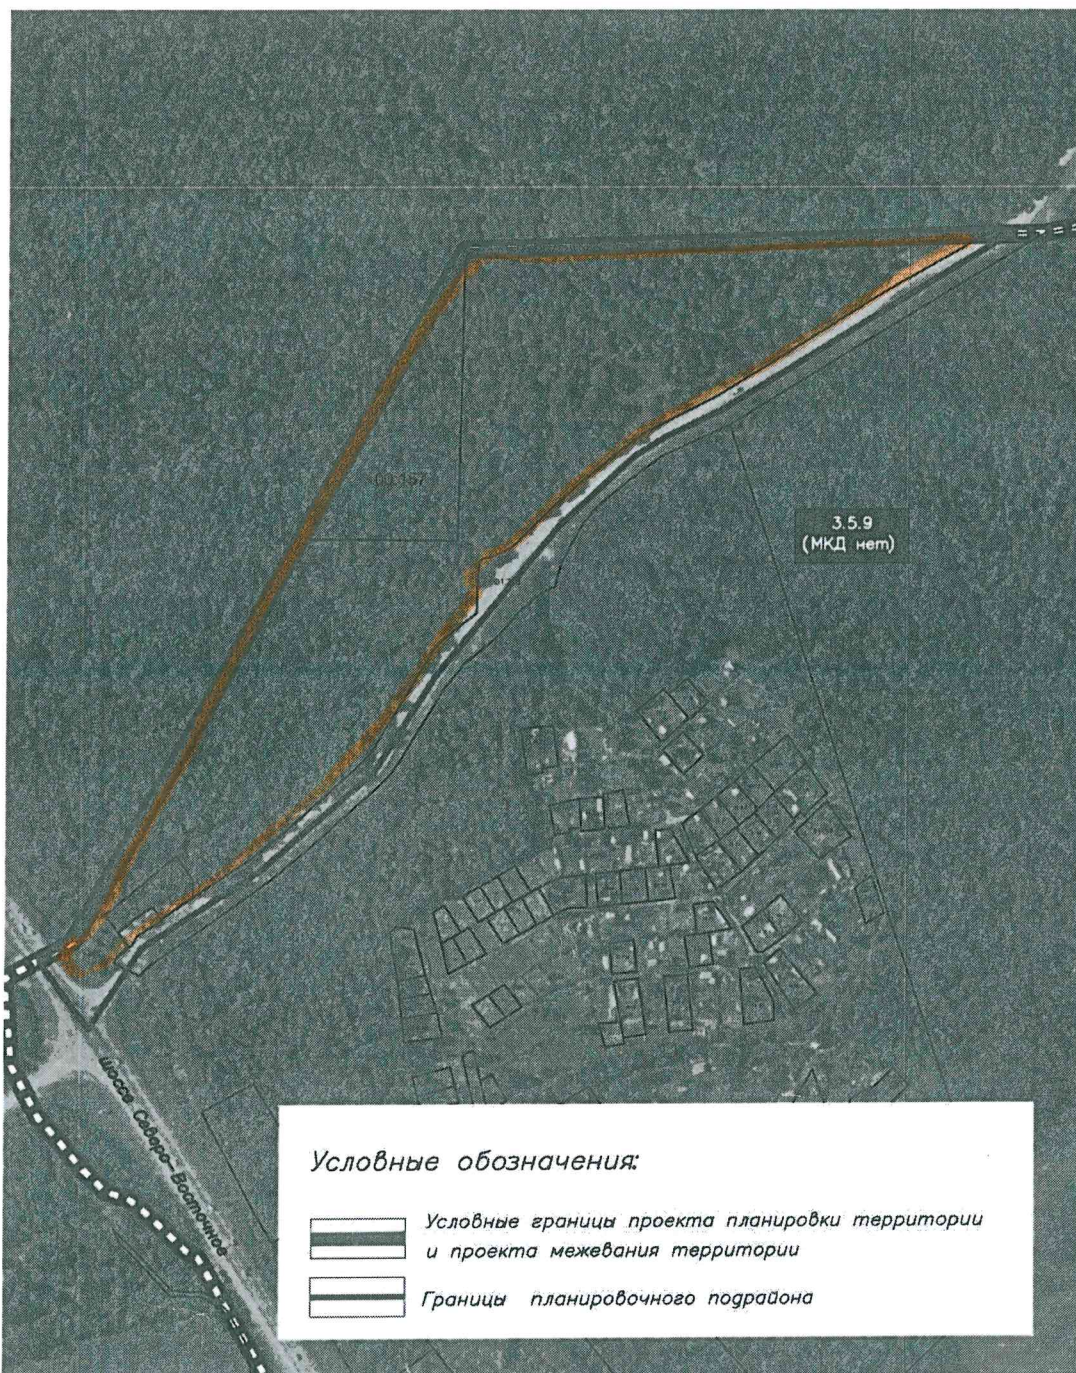 3.5.9
(МКД нет)
шоссе Северо-Восточное
Условные обозначения:
Условные границы проекта планировки территории
и проекта межевания территории
Границы планировочного подрайона